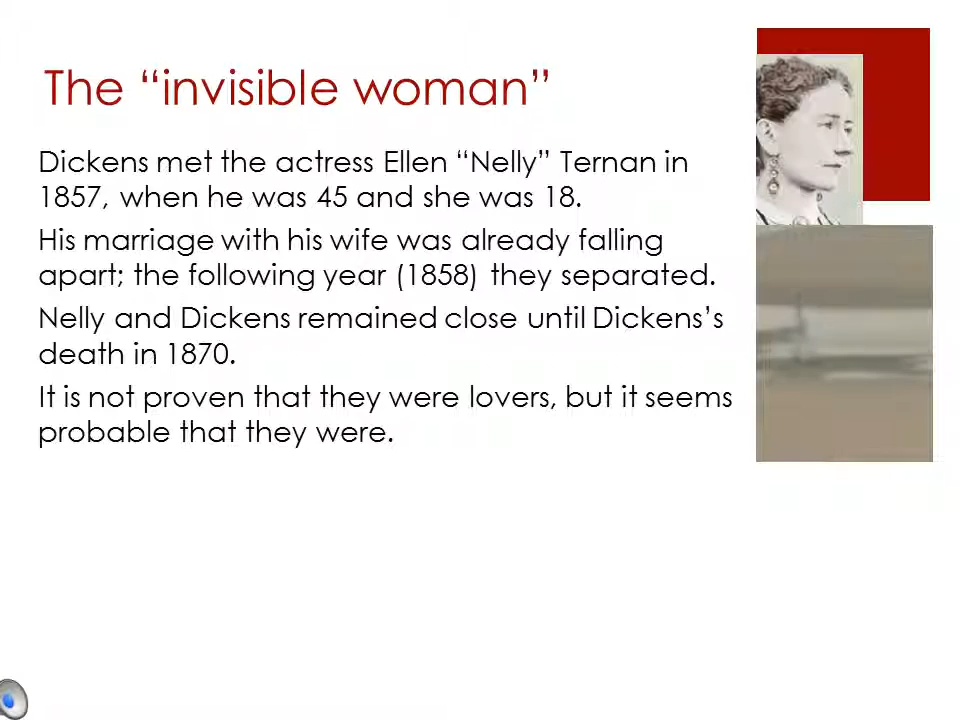 The “invisible woman”
Dickens met the actress Ellen “Nelly” Ternan in
1857, when he was 45 and she was 18.
His marriage with his wife was already falling
apart; the following year (1858) they separated.
Nelly and Dickens remained close until Dickens’s
death in 1870.
It is not proven that they were lovers, but it seems
probable that they were.